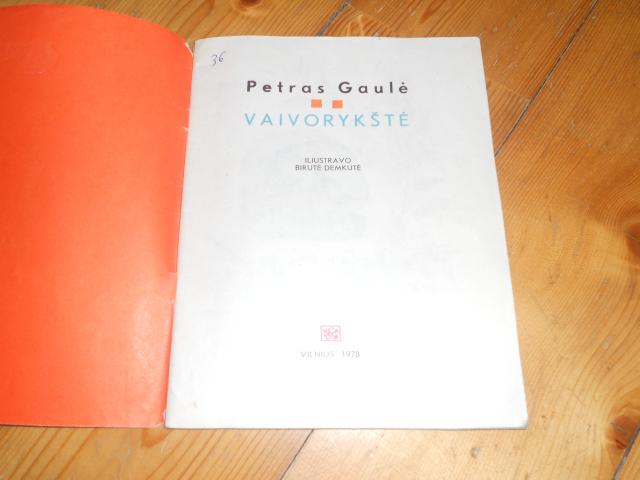 36
Petras Gaulė
VAIVORYKŠTĖ
ILIUSTRAVO
BIRUTĖ DEMKUTĖ
VILNIUS 1978